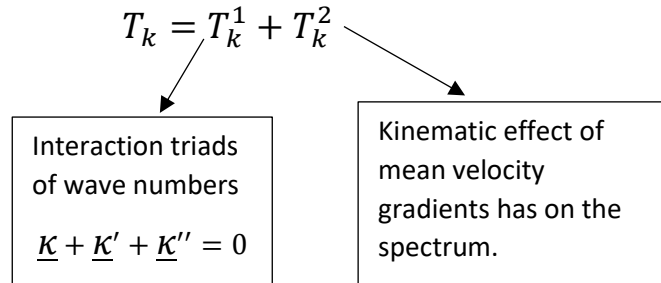 T_k = T_k^1 + T_k^2
Interaction triads
of wave numbers
κ + κ′ + κ′′ = 0
Kinematic effect of
mean velocity
gradients has on the
spectrum.